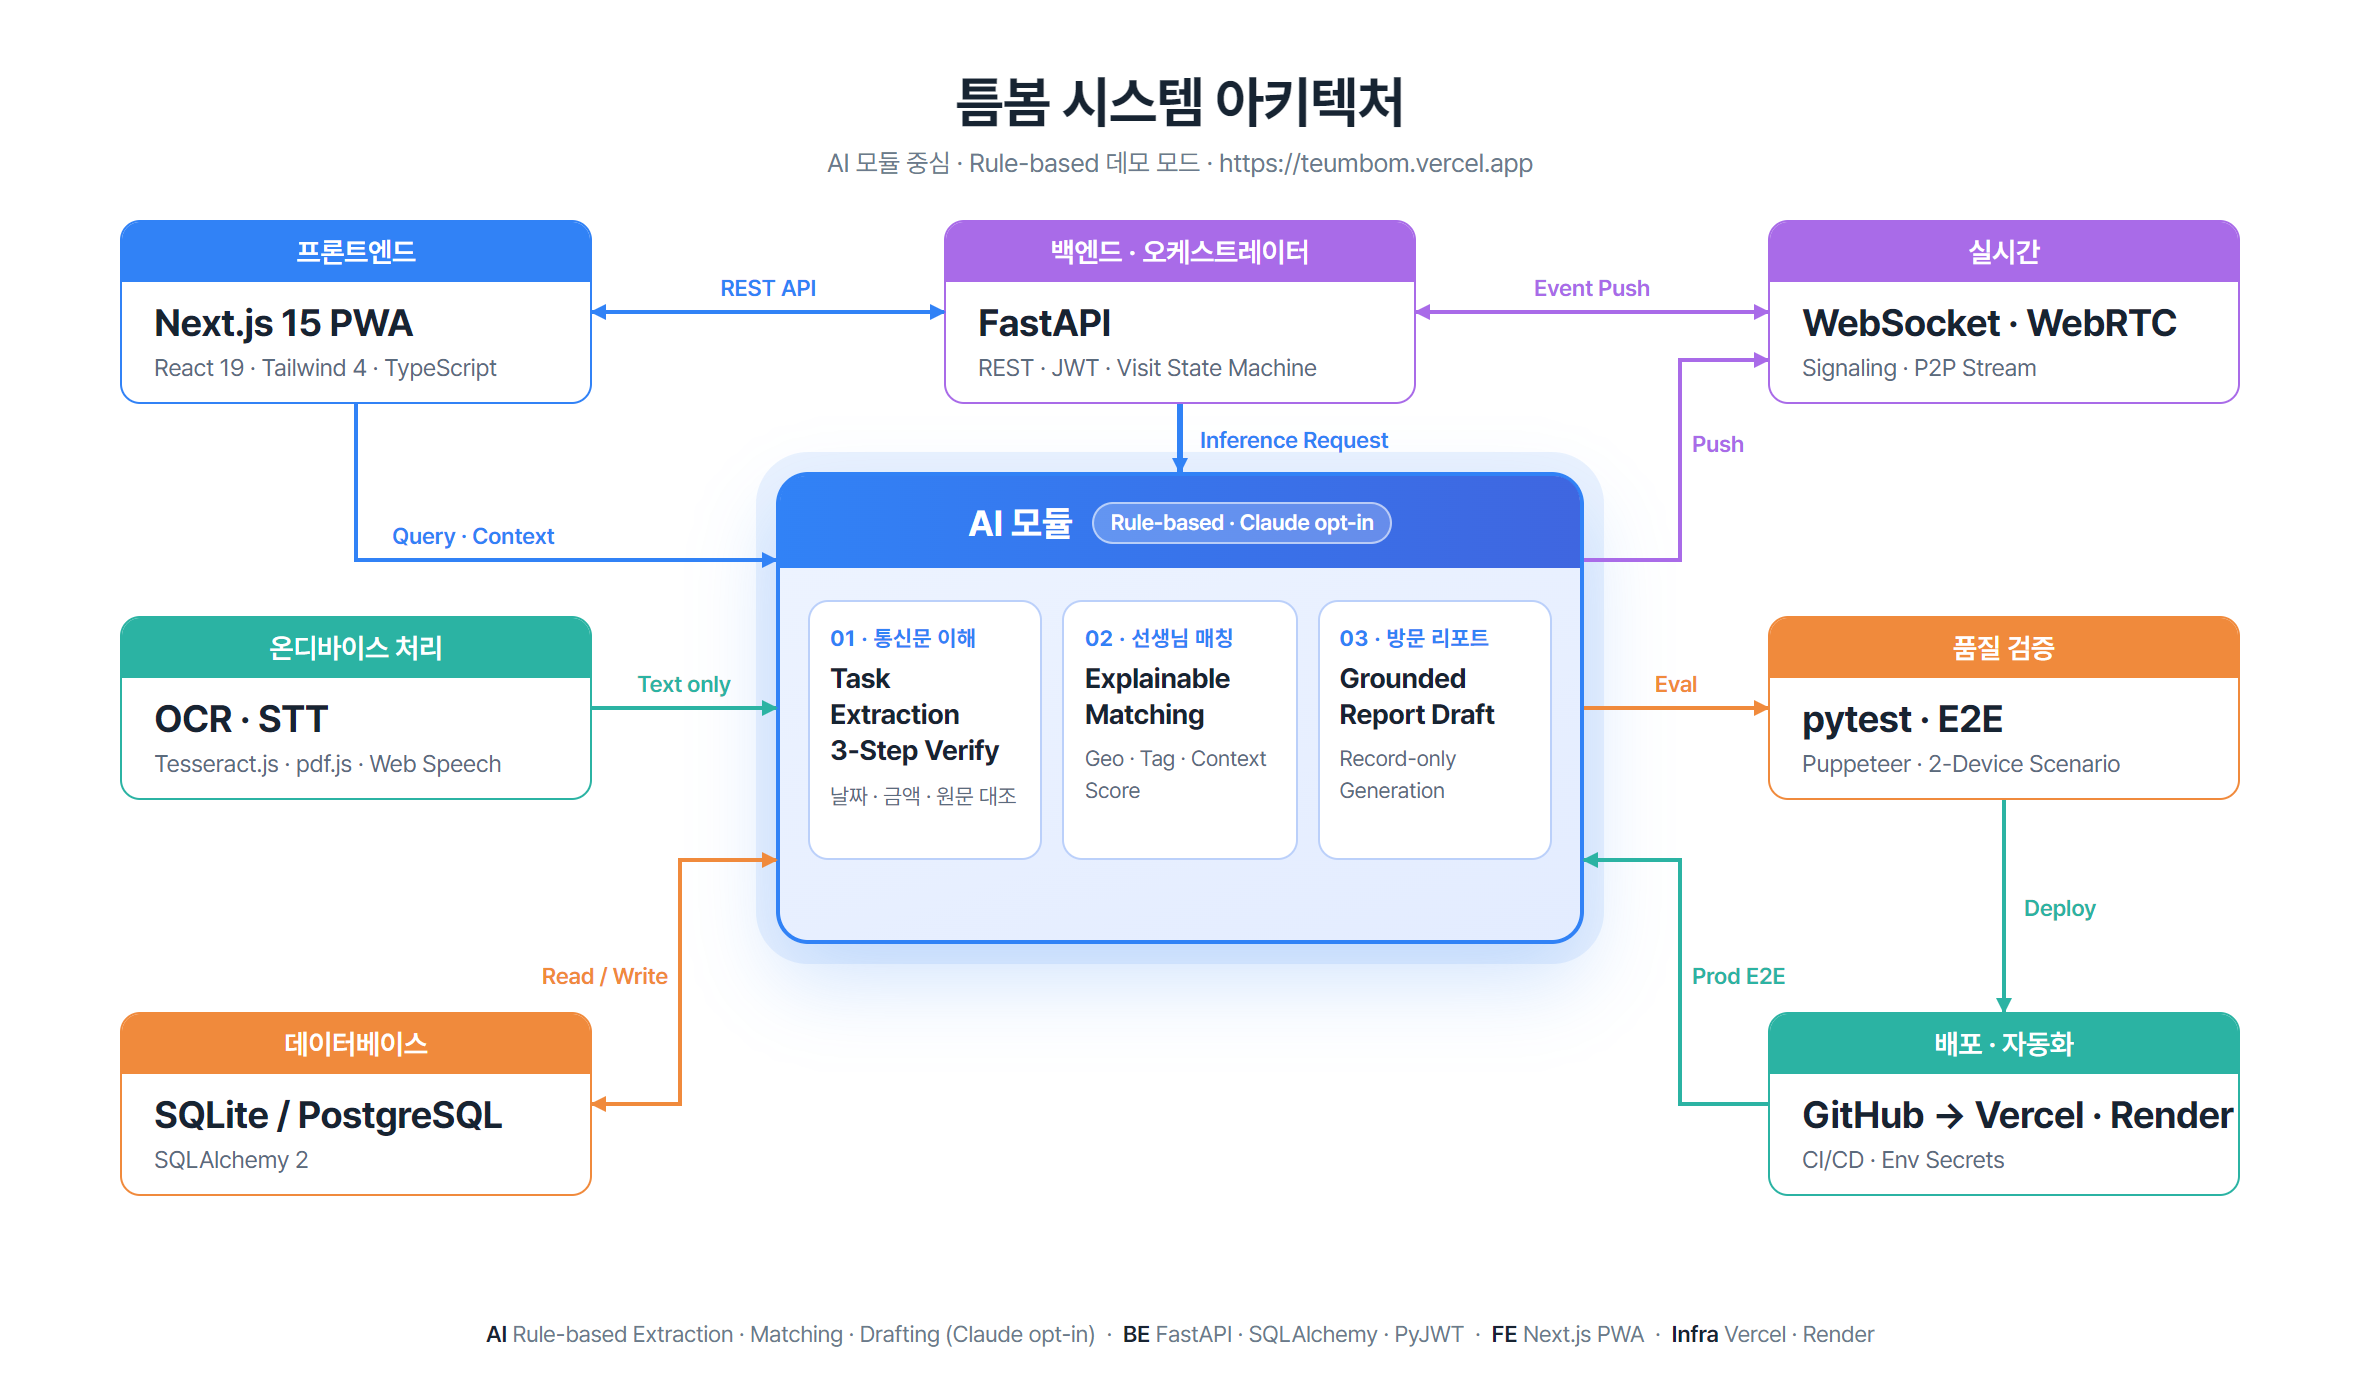 틈봄 시스템 아키텍처
AI 모듈 중심 · Rule-based 데모 모드 · https://teumbom.vercel.app
프론트엔드
Next.js 15 PWA
React 19 · Tailwind 4 · TypeScript
REST API
백엔드 · 오케스트레이터
FastAPI
REST · JWT · Visit State Machine
Event Push
실시간
WebSocket · WebRTC
Signaling · P2P Stream
Inference Request
Push
Query · Context
AI 모듈
Rule-based · Claude opt-in
01 · 통신문 이해
Task
Extraction
3-Step Verify
날짜 · 금액 · 원문 대조
02 · 선생님 매칭
Explainable
Matching
Geo · Tag · Context
Score
03 · 방문 리포트
Grounded
Report Draft
Record-only
Generation
온디바이스 처리
OCR · STT
Tesseract.js · pdf.js · Web Speech
Text only
Eval
품질 검증
pytest · E2E
Puppeteer · 2-Device Scenario
Deploy
Read / Write
Prod E2E
데이터베이스
SQLite / PostgreSQL
SQLAlchemy 2
배포 · 자동화
GitHub → Vercel · Render
CI/CD · Env Secrets
AI Rule-based Extraction · Matching · Drafting (Claude opt-in) · BE FastAPI · SQLAlchemy · PyJWT · FE Next.js PWA · Infra Vercel · Render